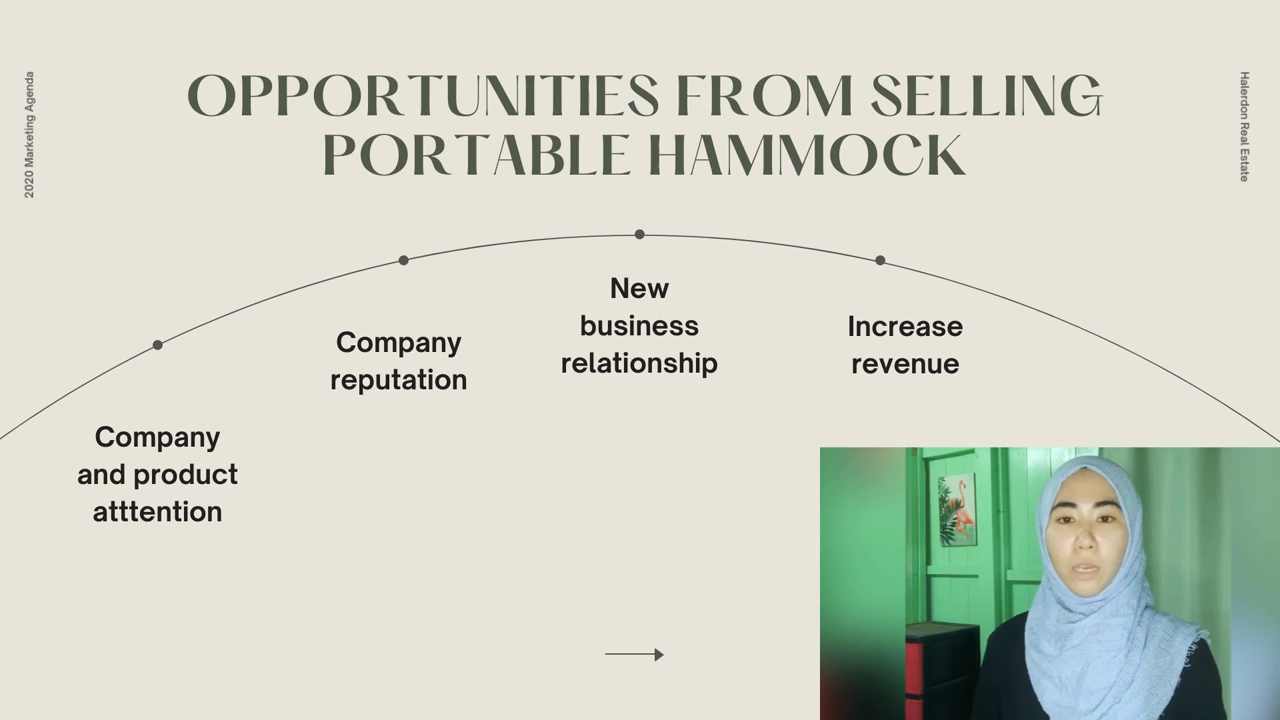 2020 Marketing Agenda
OPPORTUNITIES FROM SELLING
PORTABLE HAMMOCK
Halerdon Real Estate
Company
and product
atttention
Company
reputation
New
business
relationship
Increase
revenue